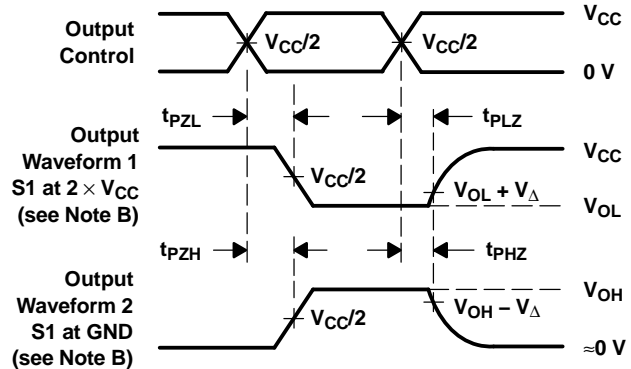 Output
Control
V_CC/2
V_CC/2
V_CC
0 V
t_PZL
t_PLZ
Output
Waveform 1
S1 at 2 × V_CC
(see Note B)
V_CC/2
V_CC
V_OL + V_Δ
V_OL
t_PZH
t_PHZ
Output
Waveform 2
S1 at GND
(see Note B)
V_CC/2
V_OH
V_OH – V_Δ
≈0 V